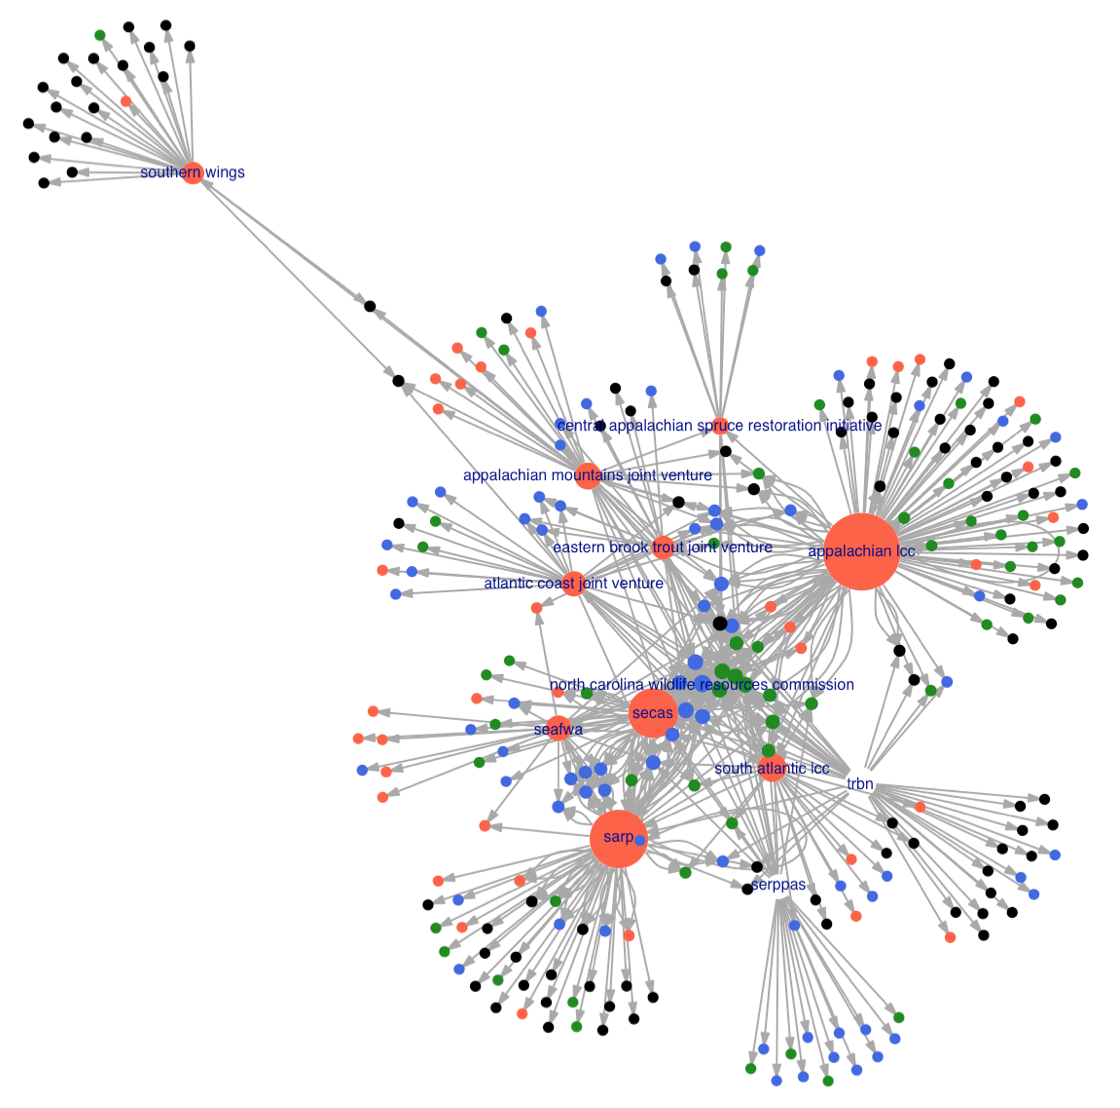 southern wings
central appalachian spruce restoration initiative
appalachian mountains joint venture
eastern brook trout joint venture
appalachian lcc
atlantic coast joint venture
north carolina wildlife resources commission
secas
seafwa
south atlantic lcc
trbn
sarp
serppas